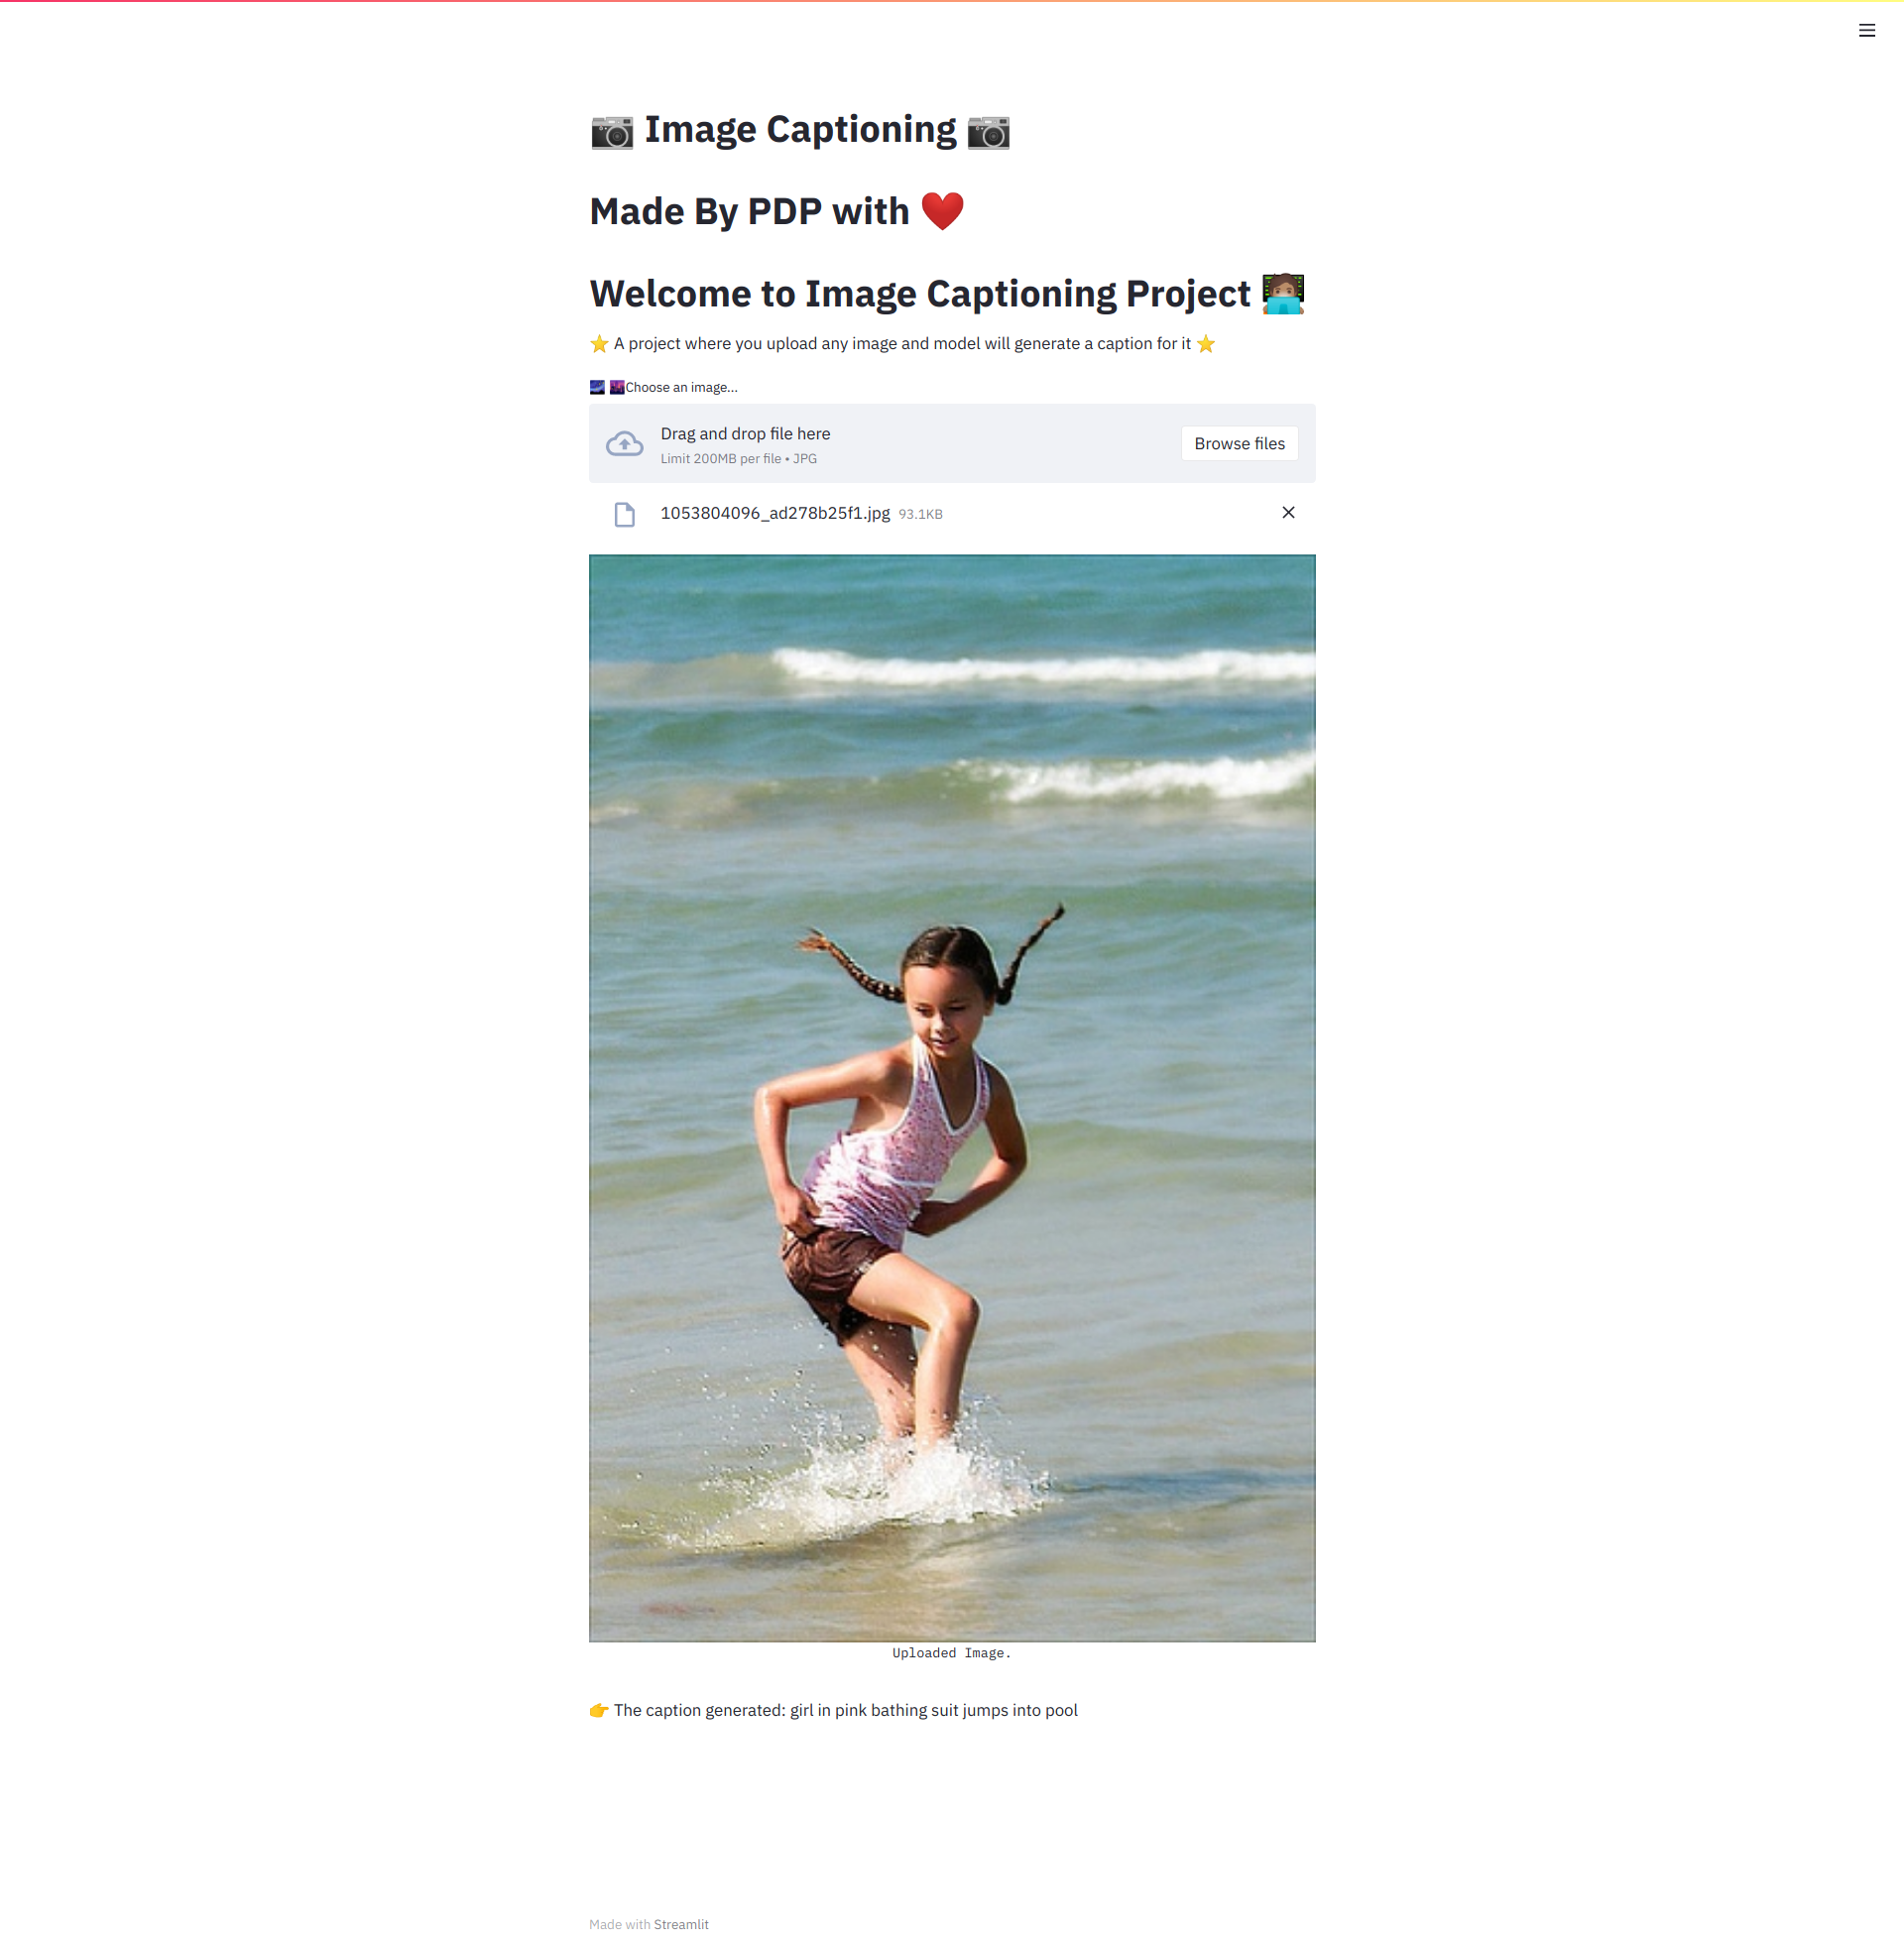 📷 Image Captioning 📷
Made By PDP with ❤️
Welcome to Image Captioning Project 👩🏽‍💻
⭐ A project where you upload any image and model will generate a caption for it ⭐
🌌 🌆Choose an image...
Drag and drop file here
Limit 200MB per file • JPG
Browse files
1053804096_ad278b25f1.jpg 93.1KB
Uploaded Image.
👉 The caption generated: girl in pink bathing suit jumps into pool
Made with Streamlit